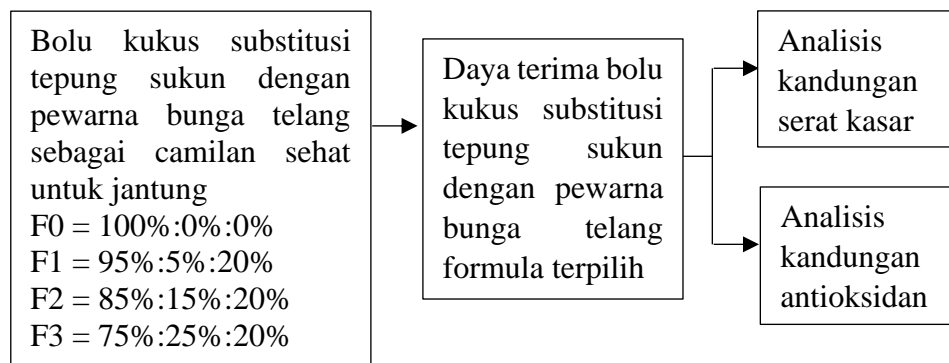 Bolu kukus substitusi
tepung sukun dengan
pewarna bunga telang
sebagai camilan sehat
untuk jantung
F0 = 100%:0%:0%
F1 = 95%:5%:20%
F2 = 85%:15%:20%
F3 = 75%:25%:20%
Daya terima bolu
kukus substitusi
tepung sukun
dengan pewarna
bunga telang
formula terpilih
Analisis
kandungan
serat kasar
Analisis
kandungan
antioksidan